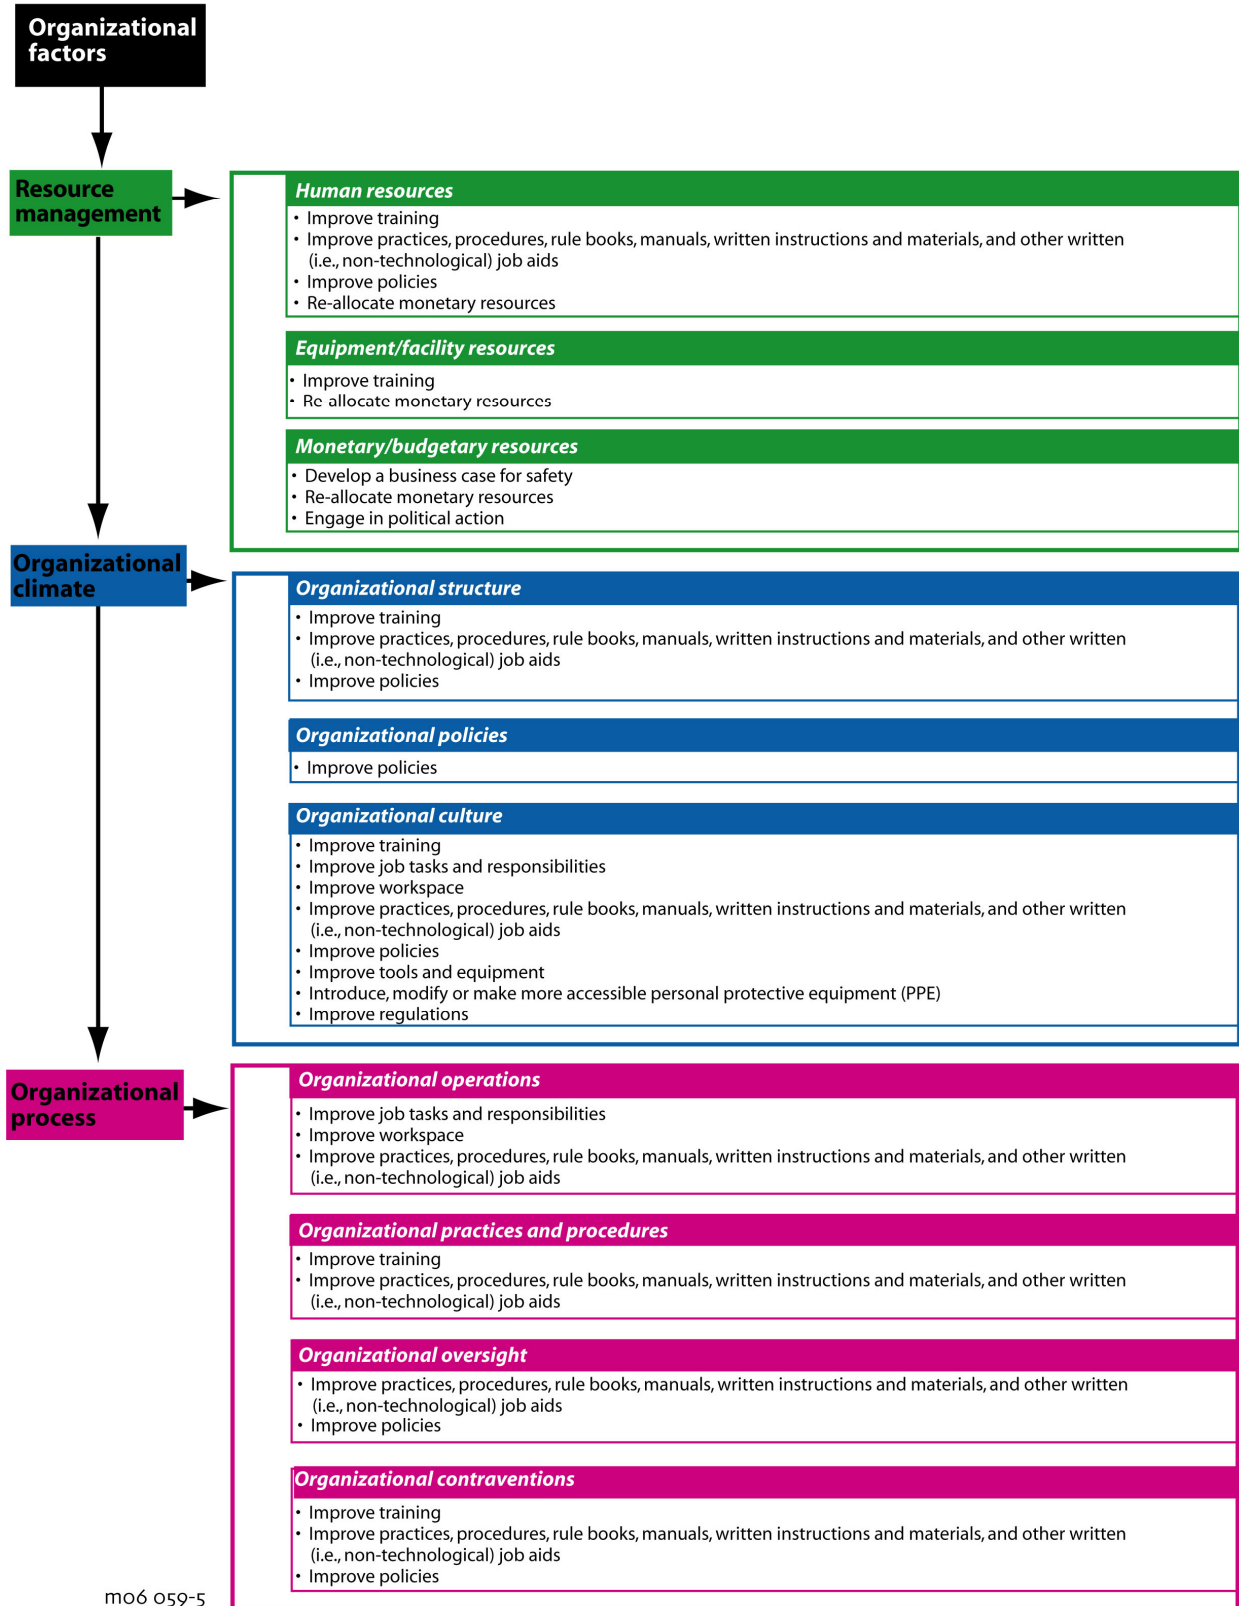 Organizational
factors
Resource
management
Human resources
• Improve training
• Improve practices, procedures, rule books, manuals, written instructions and materials, and other written
(i.e., non-technological) job aids
• Improve policies
• Re-allocate monetary resources
Equipment/facility resources
• Improve training
• Re-allocate monetary resources
Monetary/budgetary resources
• Develop a business case for safety
• Re-allocate monetary resources
• Engage in political action
Organizational
climate
Organizational structure
• Improve training
• Improve practices, procedures, rule books, manuals, written instructions and materials, and other written
(i.e., non-technological) job aids
• Improve policies
Organizational policies
• Improve policies
Organizational culture
• Improve training
• Improve job tasks and responsibilities
• Improve workspace
• Improve practices, procedures, rule books, manuals, written instructions and materials, and other written
(i.e., non-technological) job aids
• Improve policies
• Improve tools and equipment
• Introduce, modify or make more accessible personal protective equipment (PPE)
• Improve regulations
Organizational
process
Organizational operations
• Improve job tasks and responsibilities
• Improve workspace
• Improve practices, procedures, rule books, manuals, written instructions and materials, and other written
(i.e., non-technological) job aids
Organizational practices and procedures
• Improve training
• Improve practices, procedures, rule books, manuals, written instructions and materials, and other written
(i.e., non-technological) job aids
Organizational oversight
• Improve practices, procedures, rule books, manuals, written instructions and materials, and other written
(i.e., non-technological) job aids
• Improve policies
Organizational contraventions
• Improve training
• Improve practices, procedures, rule books, manuals, written instructions and materials, and other written
(i.e., non-technological) job aids
• Improve policies
m06 059-5